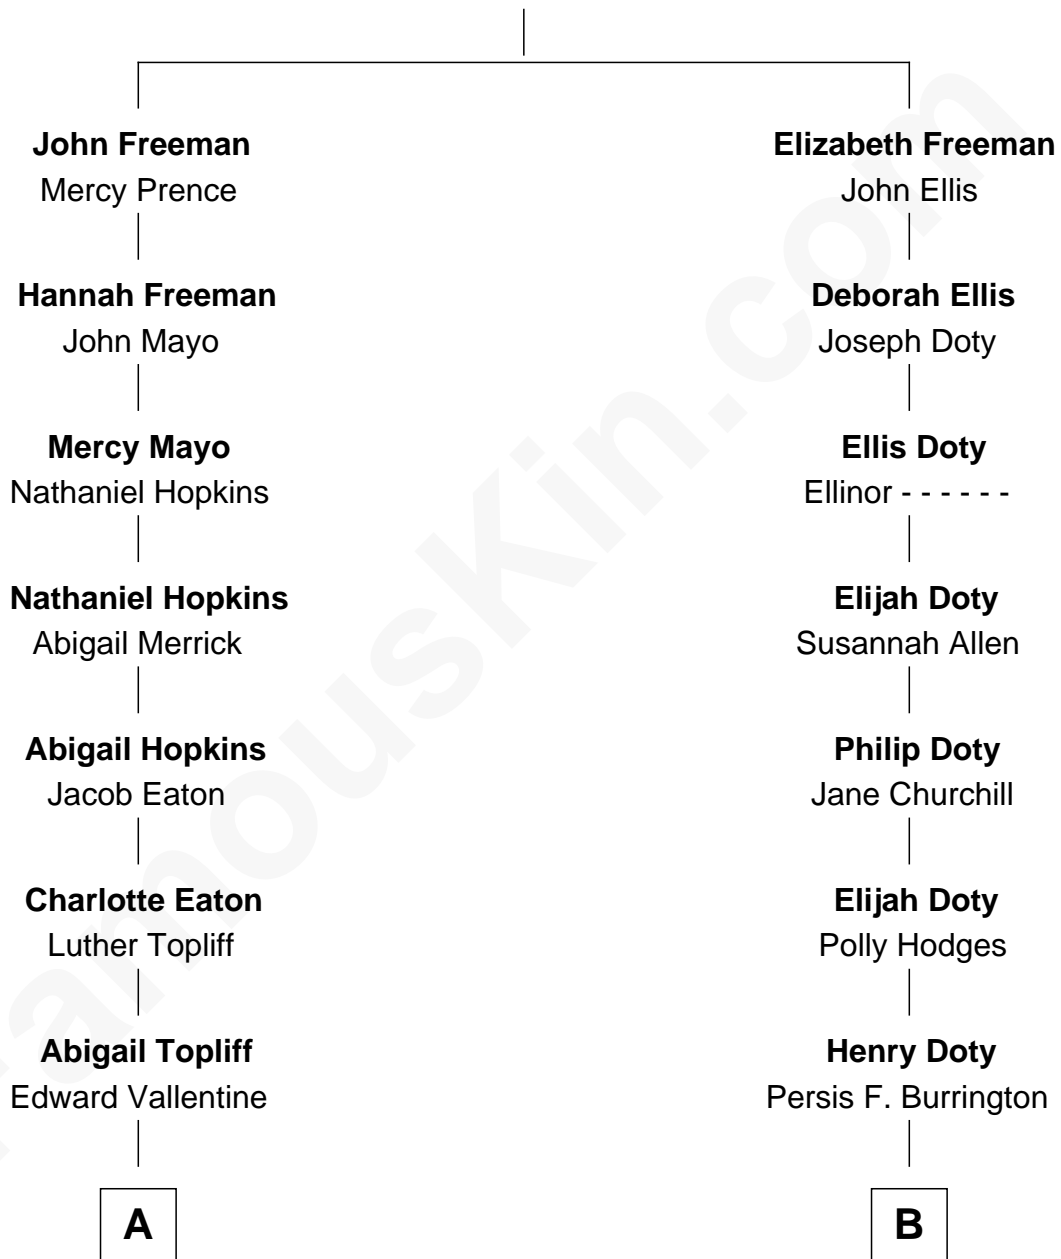 John Freeman
Mercy Prence
Hannah Freeman
John Mayo
Mercy Mayo
Nathaniel Hopkins
Nathaniel Hopkins
Abigail Merrick
Abigail Hopkins
Jacob Eaton
Charlotte Eaton
Luther Topliff
Abigail Topliff
Edward Vallentine
A
Elizabeth Freeman
John Ellis
Deborah Ellis
Joseph Doty
Ellis Doty
Ellinor - - - - - -
Elijah Doty
Susannah Allen
Philip Doty
Jane Churchill
Elijah Doty
Polly Hodges
Henry Doty
Persis F. Burrington
B
FamousKin.com